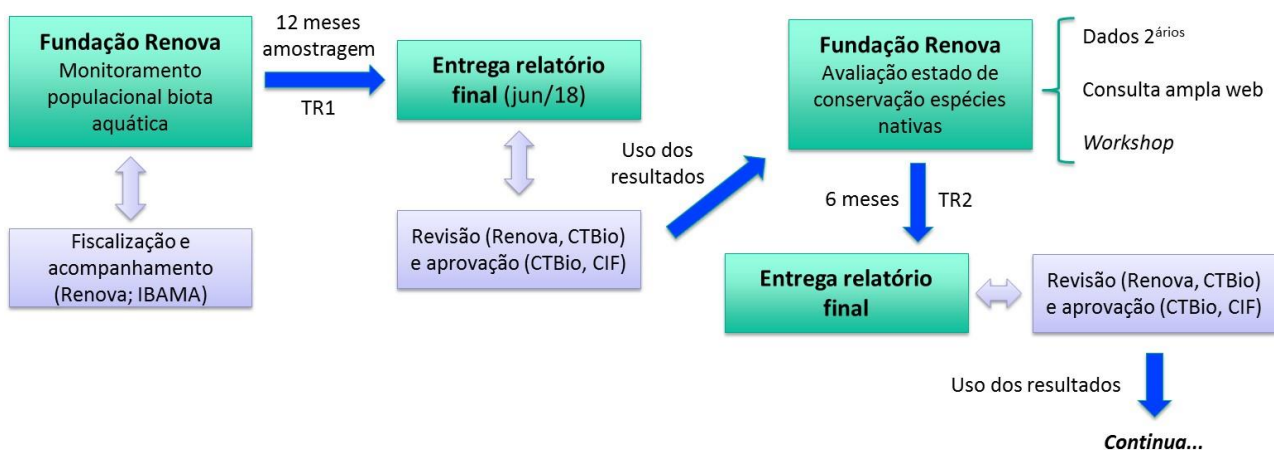 Fundação Renova
Monitoramento
populacional biota
aquática
12 meses
amostragem
TR1
Entrega relatório
final (jun/18)
Fiscalização e
acompanhamento
(Renova; IBAMA)
Revisão (Renova, CTBio)
e aprovação (CTBio, CIF)
Uso dos
resultados
Fundação Renova
Avaliação estado de
conservação espécies
nativas
Dados 2ários
Consulta ampla web
Workshop
6 meses
TR2
Entrega relatório
final
Revisão (Renova, CTBio)
e aprovação (CTBio, CIF)
Uso dos resultados
Continua...